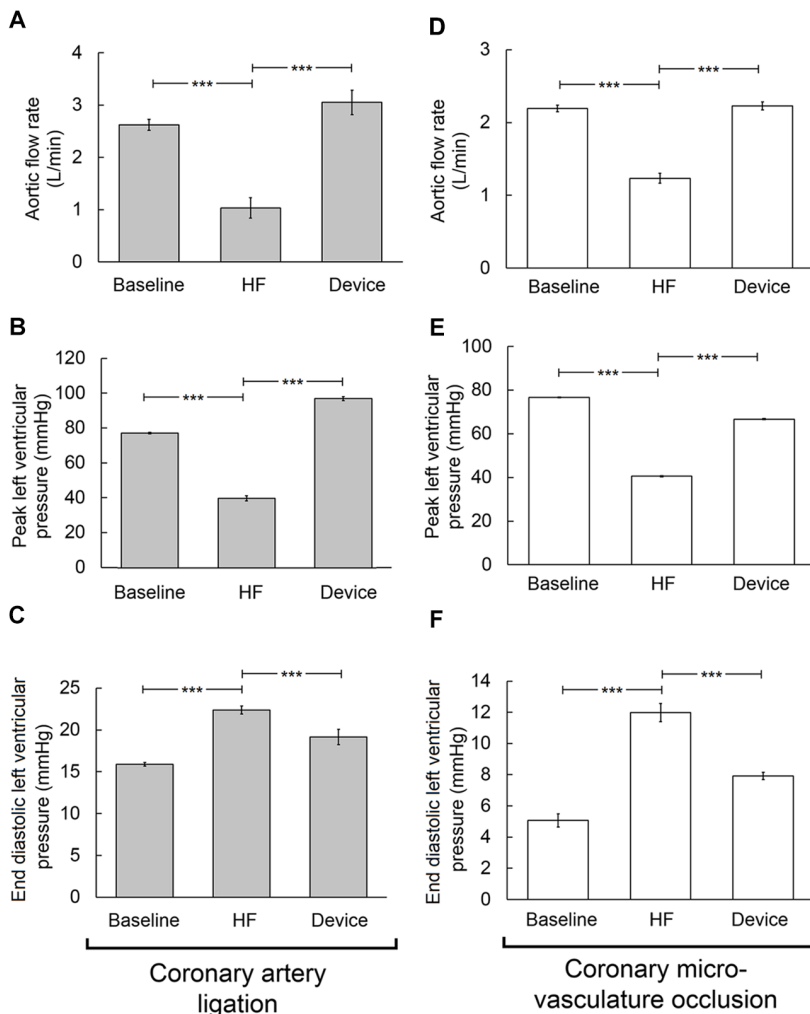 A
Aortic flow rate
(L/min)
4
3
2
1
0
***
***
Baseline HF Device
B
Peak left ventricular
pressure (mmHg)
120
100
80
60
40
20
0
***
***
Baseline HF Device
C
End diastolic left ventricular
pressure (mmHg)
25
20
15
10
5
0
***
***
Baseline HF Device
Coronary artery
ligation
D
Aortic flow rate
(L/min)
3
2
1
0
***
***
Baseline HF Device
E
Peak left ventricular
pressure (mmHg)
100
80
60
40
20
0
***
***
Baseline HF Device
F
End diastolic left ventricular
pressure (mmHg)
14
12
10
8
6
4
2
0
***
***
Baseline HF Device
Coronary micro-
vasculature occlusion